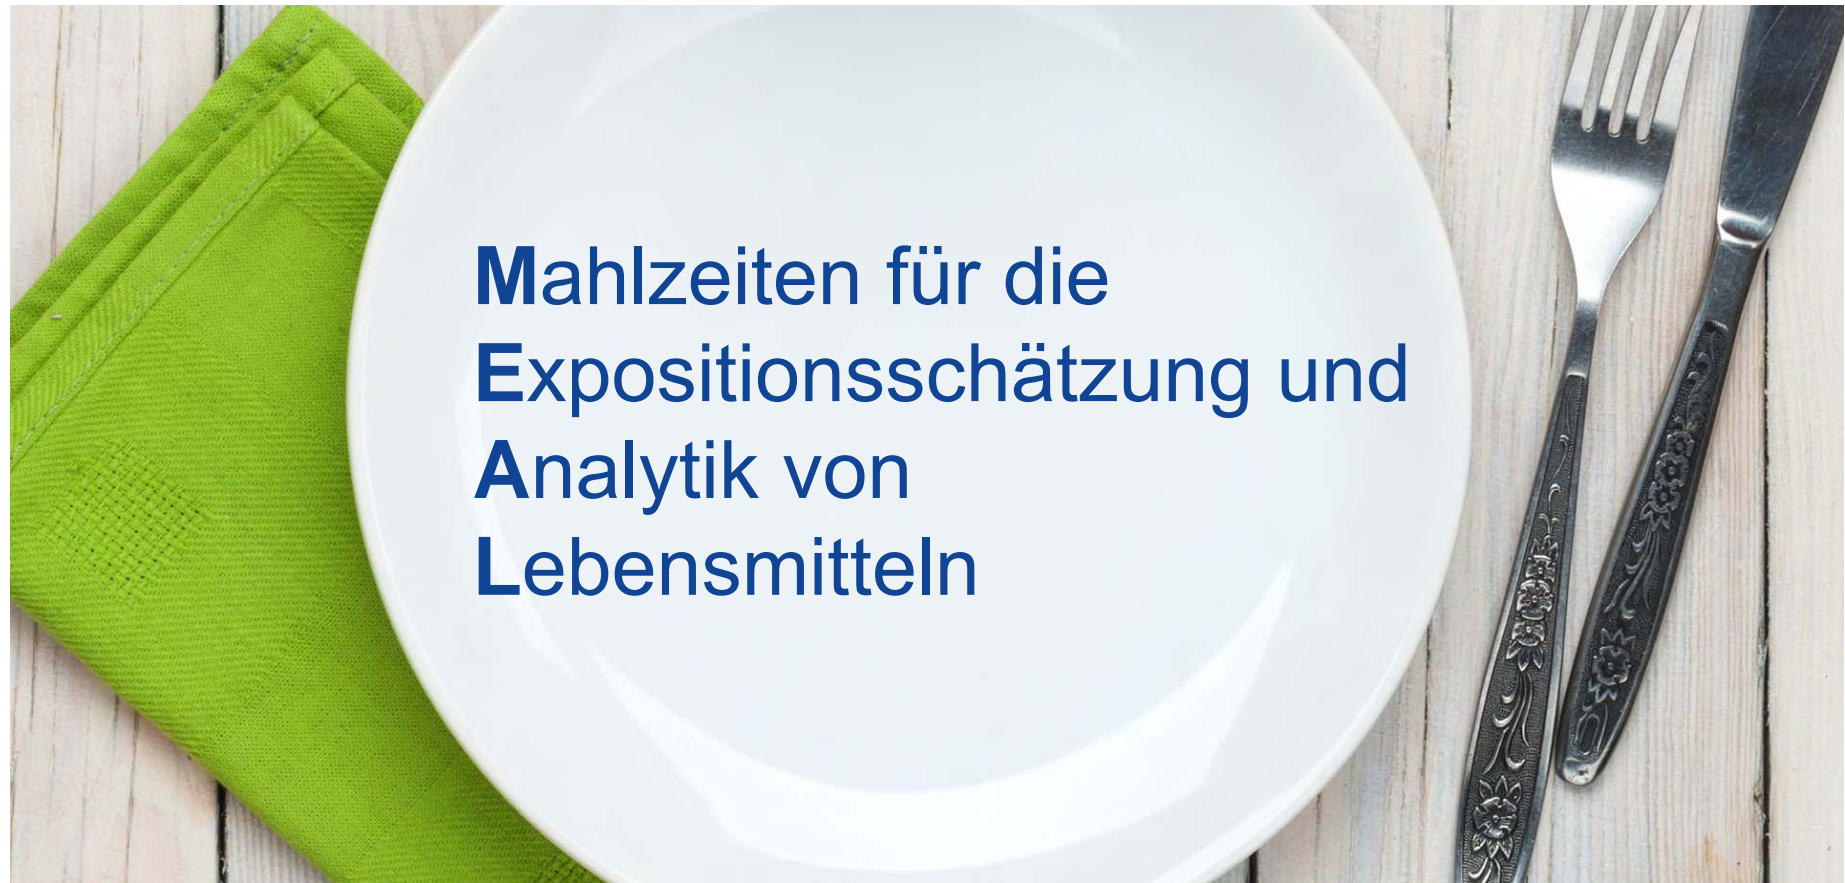 Mahlzeiten für die
Expositionsschätzung und
Analytik von
Lebensmitteln